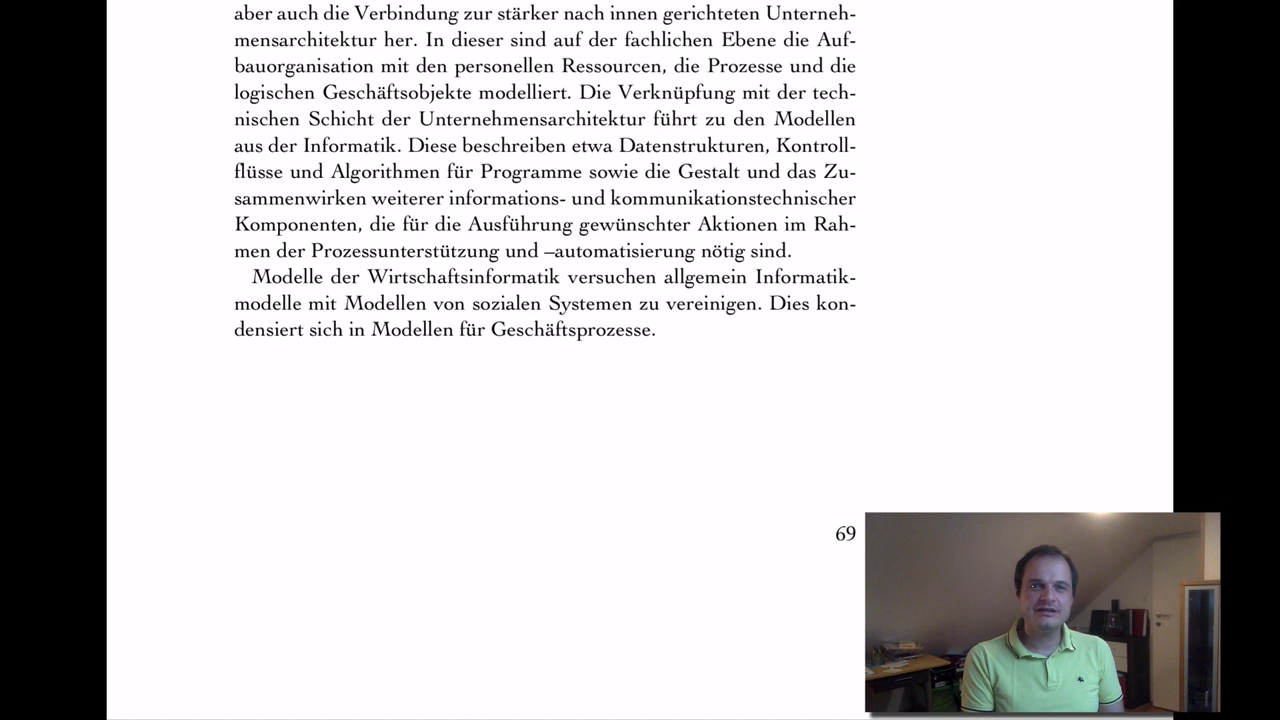 aber auch die Verbindung zur stärker nach innen gerichteten Unterneh-
mensarchitektur her. In dieser sind auf der fachlichen Ebene die Auf-
bauorganisation mit den personellen Ressourcen, die Prozesse und die
logischen Geschäftsobjekte modelliert. Die Verknüpfung mit der tech-
nischen Schicht der Unternehmensarchitektur führt zu den Modellen
aus der Informatik. Diese beschreiben etwa Datenstrukturen, Kontroll-
flüsse und Algorithmen für Programme sowie die Gestalt und das Zu-
sammenwirken weiterer informations- und kommunikationstechnischer
Komponenten, die für die Ausführung gewünschter Aktionen im Rah-
men der Prozessunterstützung und –automatisierung nötig sind.
Modelle der Wirtschaftsinformatik versuchen allgemein Informatik-
modelle mit Modellen von sozialen Systemen zu vereinigen. Dies kon-
densiert sich in Modellen für Geschäftsprozesse.
69